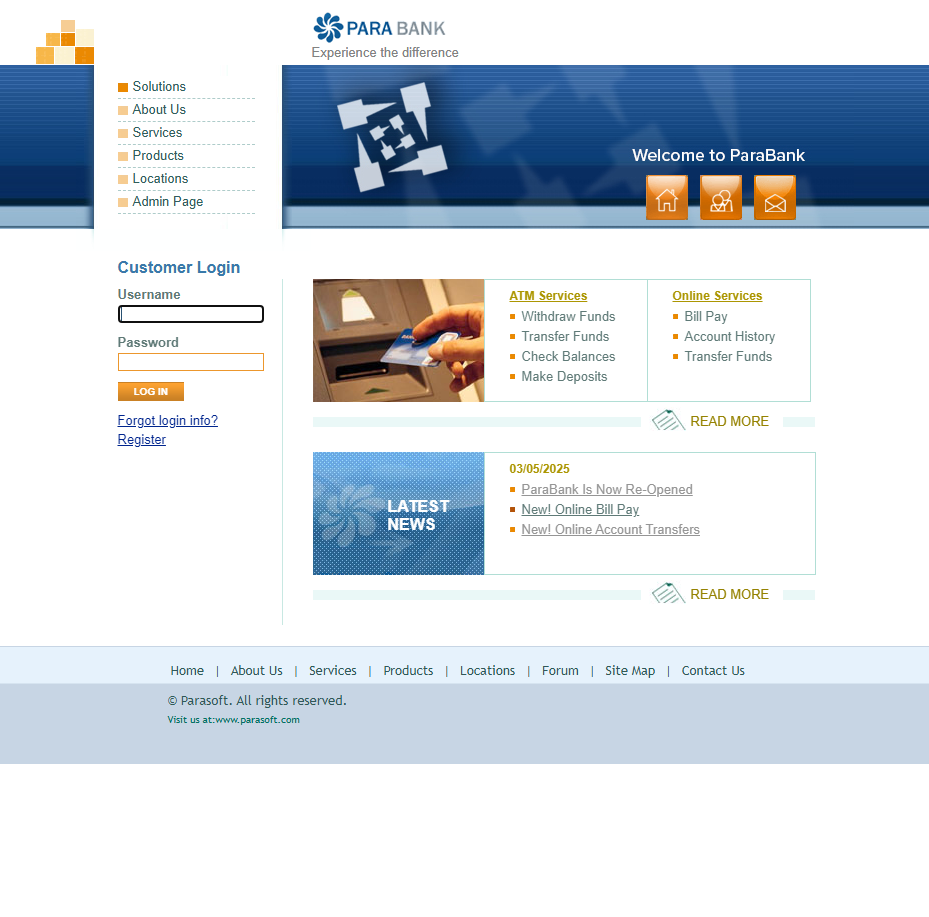 PARA BANK
Experience the difference
Solutions
About Us
Services
Products
Locations
Admin Page
Welcome to ParaBank
Customer Login
Username
Password
LOG IN
Forgot login info?
Register
ATM Services
Withdraw Funds
Transfer Funds
Check Balances
Make Deposits
Online Services
Bill Pay
Account History
Transfer Funds
READ MORE
LATEST
NEWS
03/05/2025
ParaBank Is Now Re-Opened
New! Online Bill Pay
New! Online Account Transfers
READ MORE
Home | About Us | Services | Products | Locations | Forum | Site Map | Contact Us
© Parasoft. All rights reserved.
Visit us at:www.parasoft.com